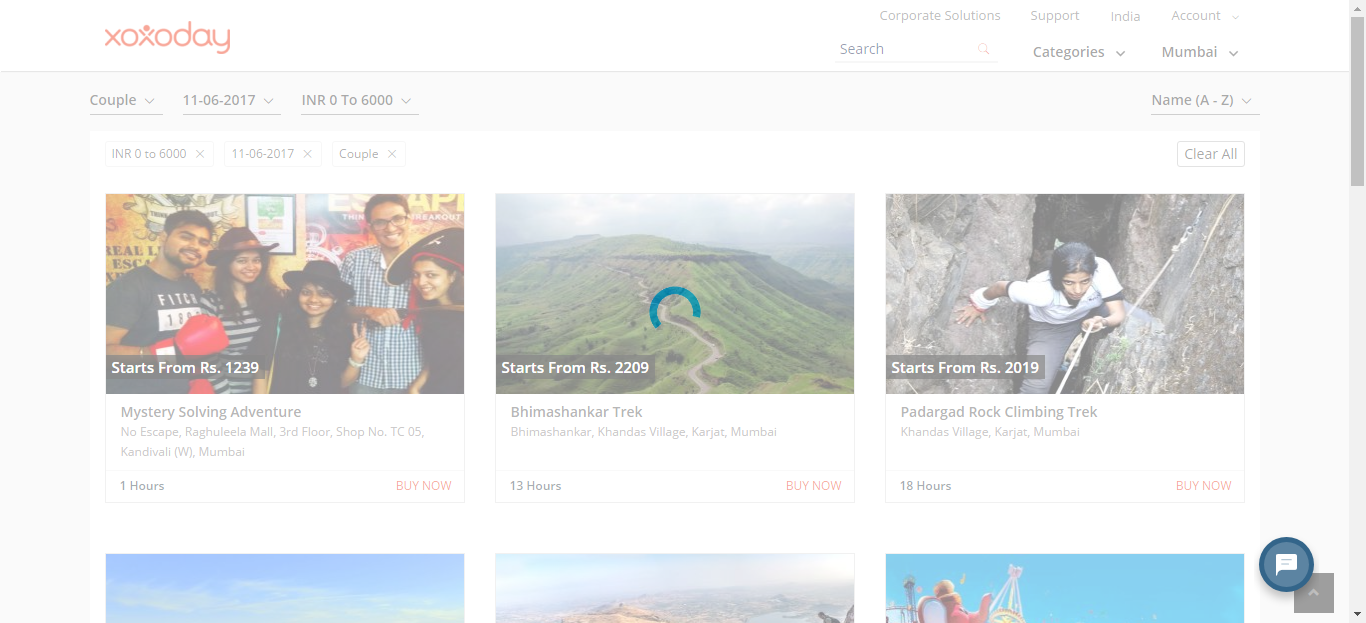 Corporate Solutions Support India Account
xoxoday
Search
Categories Mumbai
Couple 11-06-2017 INR 0 To 6000 Name (A - Z)
INR 0 to 6000 × 11-06-2017 × Couple × Clear All
FITCH
Starts From Rs. 1239
Mystery Solving Adventure
No Escape, Raghuleela Mall, 3rd Floor, Shop No. TC 05,
Kandivali (W), Mumbai
1 Hours BUY NOW
Starts From Rs. 2209
Bhimashankar Trek
Bhimashankar, Khandas Village, Karjat, Mumbai
13 Hours BUY NOW
Starts From Rs. 2019
Padargad Rock Climbing Trek
Khandas Village, Karjat, Mumbai
18 Hours BUY NOW